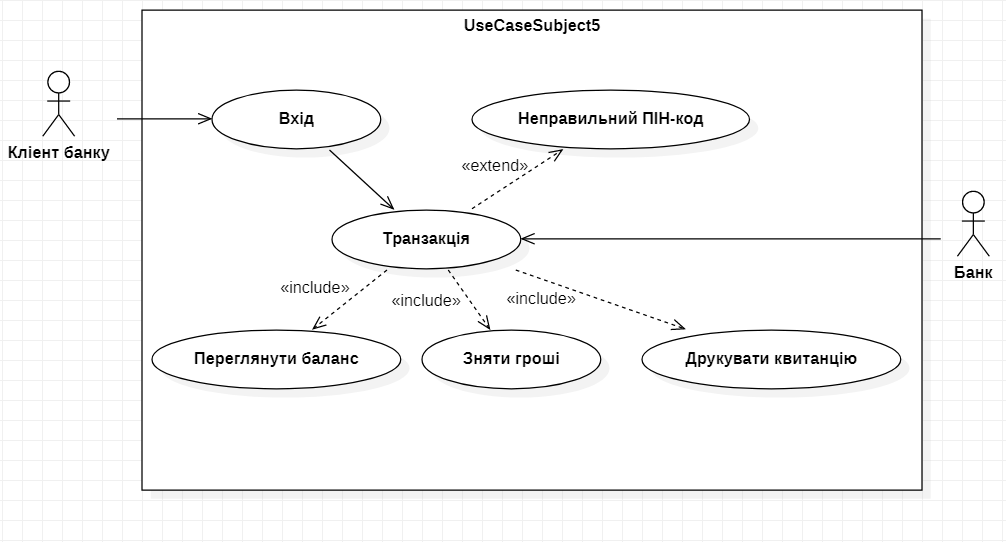 UseCaseSubject5
Вхід
Неправильний ПІН-код
Клієнт банку
«extend»
Транзакція
Банк
«include»
«include»
«include»
Переглянути баланс
Зняти гроші
Друкувати квитанцію